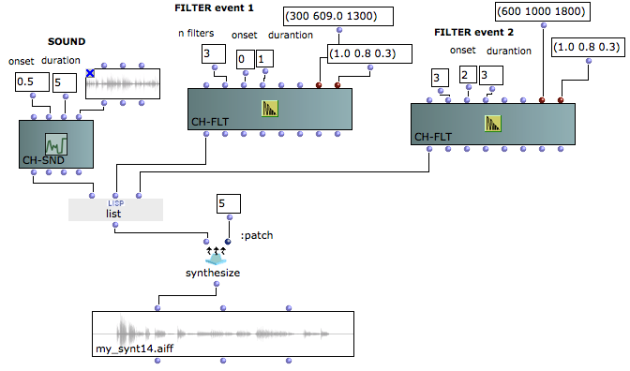 FILTER event 1
(300 609.0 1300)
(600 1000 1800)
n filters
onset
durantion
FILTER event 2
SOUND
onset
durantion
(1.0 0.8 0.3)
(1.0 0.8 0.3)
onset
duration
3
0
1
0.5
5
3
2
3
CH-FLT
CH-FLT
CH-SND
LISP
list
5
:patch
synthesize
my_synt14.aiff